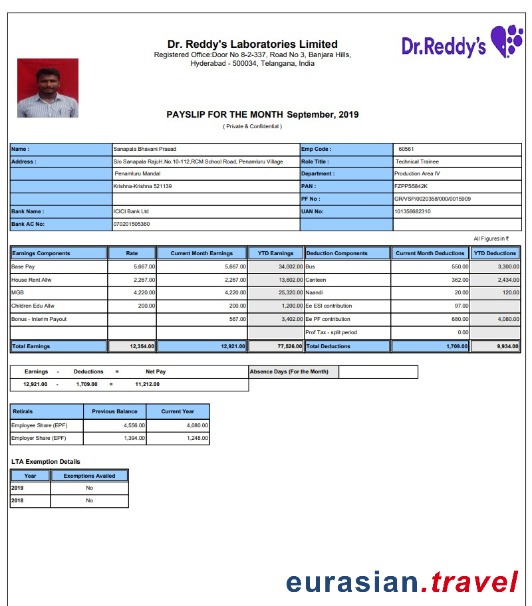 Dr. Reddy's Laboratories Limited
Registered Office:Door No 8-2-337, Road No 3, Banjara Hills,
Hyderabad - 500034, Telangana, India
Dr.Reddy's
PAYSLIP FOR THE MONTH September, 2019
( Private & Confidential )
Name : Sanapala Bhavani Prasad Emp Code : 60561
Address : S/o Sanapala Rajuh,No.10-112,RCM School Road, Penamluru Village Role Title : Technical Trainee
Penamluru Mandal Department : Production Area IV
Krishna-Krishna 521139 PAN : FZPPS5842K
PF No : GR/VSP/0020358/000/0015909
Bank Name : ICICI Bank Ltd UAN No: 101356682310
Bank AC No: 070201505360
All Figures in ₹
Earnings Components Rate Current Month Earnings YTD Earnings Deduction Components Current Month Deductions YTD Deductions
Base Pay 5,667.00 5,667.00 34,002.00 Bus 550.00 3,300.00
House Rent Allw 2,267.00 2,267.00 13,602.00 Canteen 362.00 2,434.00
MGB 4,220.00 4,220.00 25,320.00 Naandi 20.00 120.00
Children Edu Allw 200.00 200.00 1,200.00 Ee ESI contribution 97.00
Bonus - Interim Payout 567.00 3,402.00 Ee PF contribution 680.00 4,080.00
Prof Tax - split period 0.00
Total Earnings 12,354.00 12,921.00 77,526.00 Total Deductions 1,709.00 9,934.00
Earnings - Deductions = Net Pay Absence Days (For the Month)
12,921.00 - 1,709.00 = 11,212.00
Retirals Previous Balance Current Year
Employee Share (EPF) 4,556.00 4,080.00
Employer Share (EPF) 1,394.00 1,248.00
LTA Exemption Details
Year Exemptions Availed
2019 No
2018 No
eurasian.travel